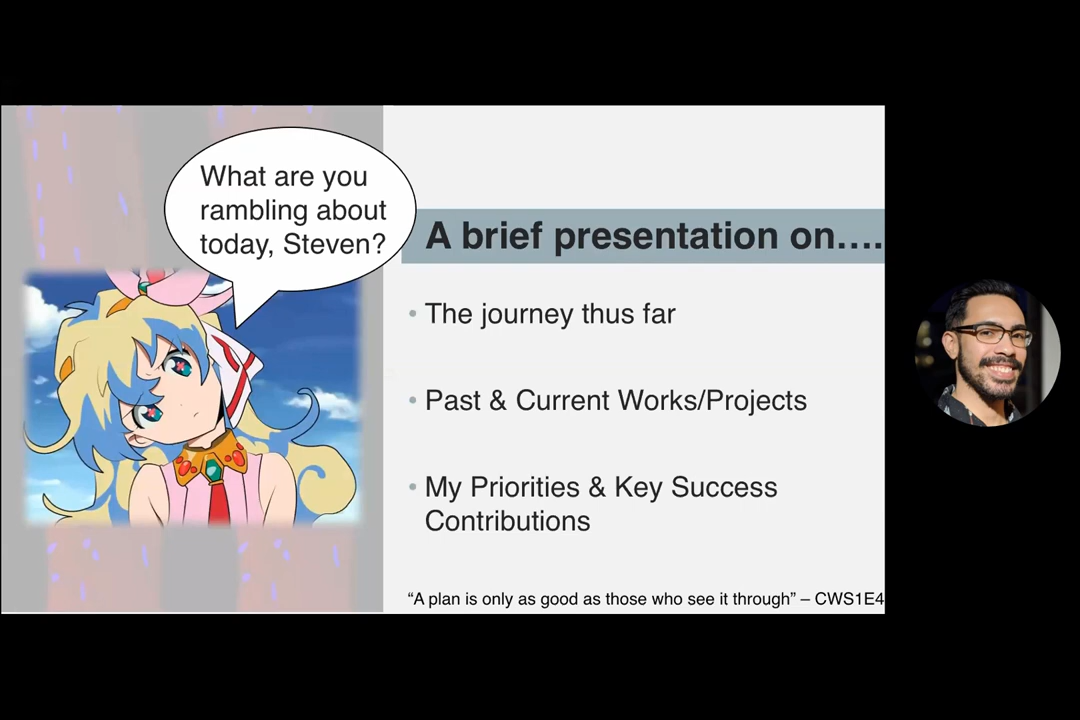 What are you
rambling about
today, Steven?
A brief presentation on….
• The journey thus far
• Past & Current Works/Projects
• My Priorities & Key Success
Contributions
“A plan is only as good as those who see it through” – CWS1E4